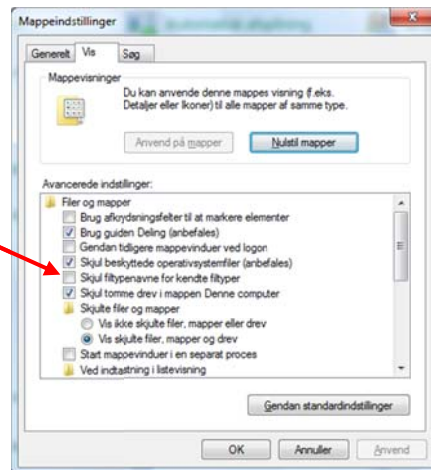 Mappeindstillinger
Generelt Vis Søg
Mappevisninger
Du kan anvende denne mappes visning (f.eks.
Detaljer eller Ikoner) til alle mapper af samme type.
Anvend på mapper Nulstil mapper
Avancerede indstillinger:
Filer og mapper
Brug afkrydsningsfelter til at markere elementer
Brug guiden Deling (anbefales)
Gendan tidligere mappevinduer ved logon
Skjul beskyttede operativsystemfiler (anbefales)
Skjul filtypenavne for kendte filtyper
Skjul tomme drev i mappen Denne computer
Skjulte filer og mapper
Vis ikke skjulte filer, mapper eller drev
Vis skjulte filer, mapper og drev
Start mappevinduer i en separat proces
Ved indtastning i listevisning
Gendan standardindstillinger
OK Annuller Anvend